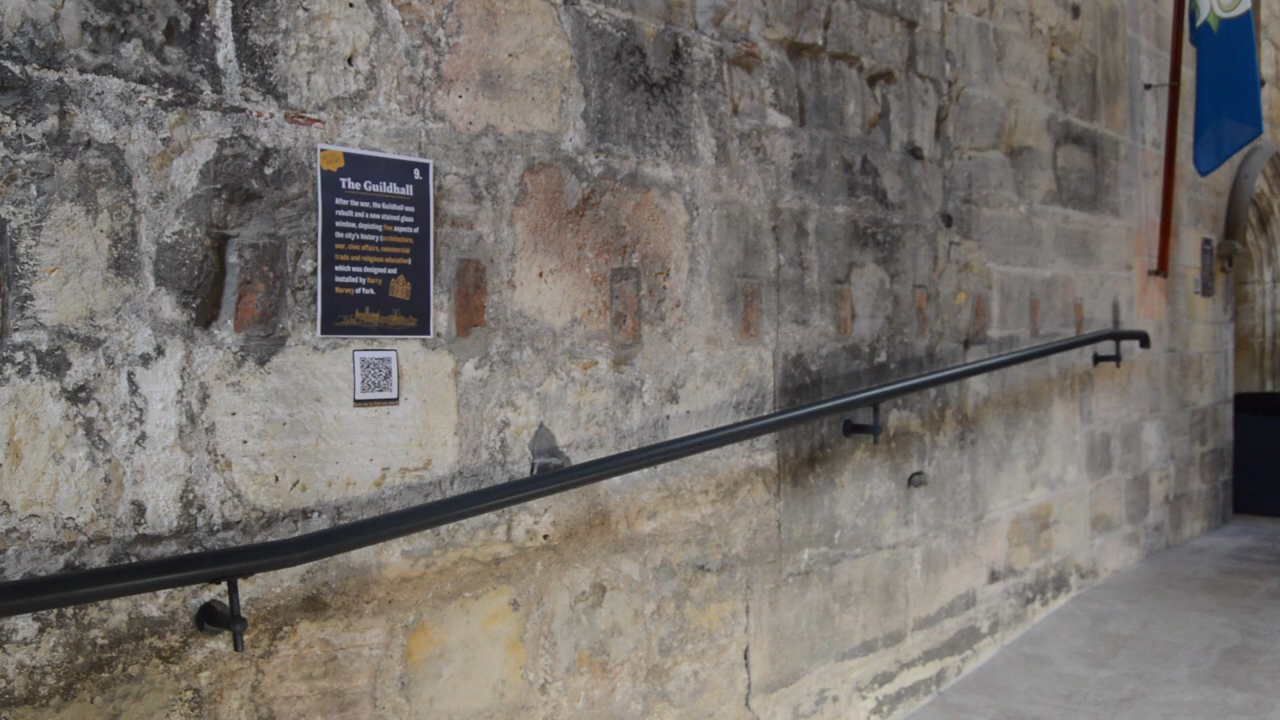 9.
The Guildhall
After the war, the Guildhall was
rebuilt and a new stained glass
window, depicting five aspects of
the city's history (architecture,
war, civic affairs, commercial
trade and religious education)
which was designed and
installed by Harry
Harvey of York.